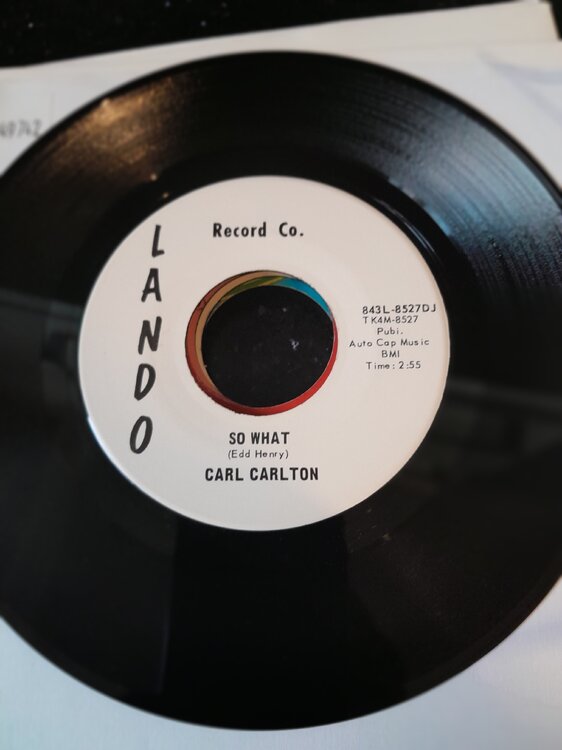 LANDO
Record Co.
843L-8527DJ
TK4M-8527
Publ.
Auto Cap Music
BMI
Time: 2:55
SO WHAT
(Edd Henry)
CARL CARLTON